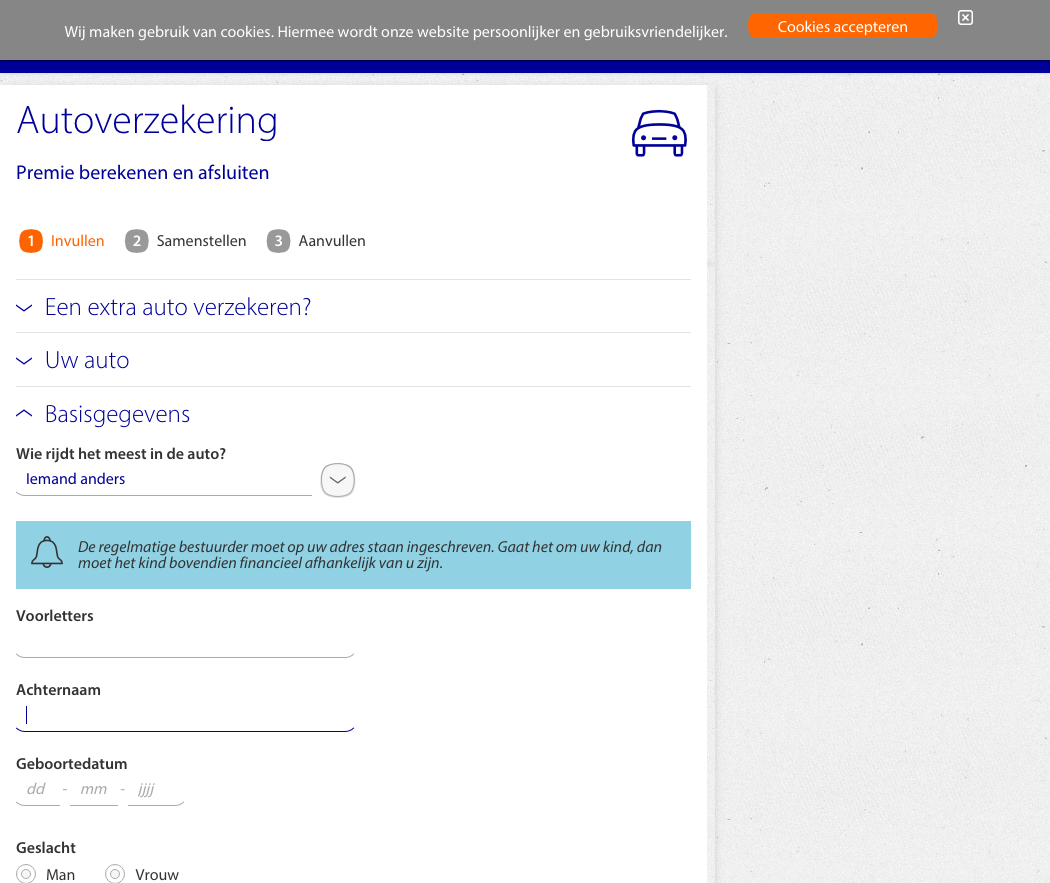 Wij maken gebruik van cookies. Hiermee wordt onze website persoonlijker en gebruiksvriendelijker.
Cookies accepteren
Autoverzekering
Premie berekenen en afsluiten
1 Invullen 2 Samenstellen 3 Aanvullen
Een extra auto verzekeren?
Uw auto
Basisgegevens
Wie rijdt het meest in de auto?
Iemand anders
De regelmatige bestuurder moet op uw adres staan ingeschreven. Gaat het om uw kind, dan
moet het kind bovendien financieel afhankelijk van u zijn.
Voorletters
Achternaam
Geboortedatum
dd - mm - jjjj
Geslacht
Man Vrouw